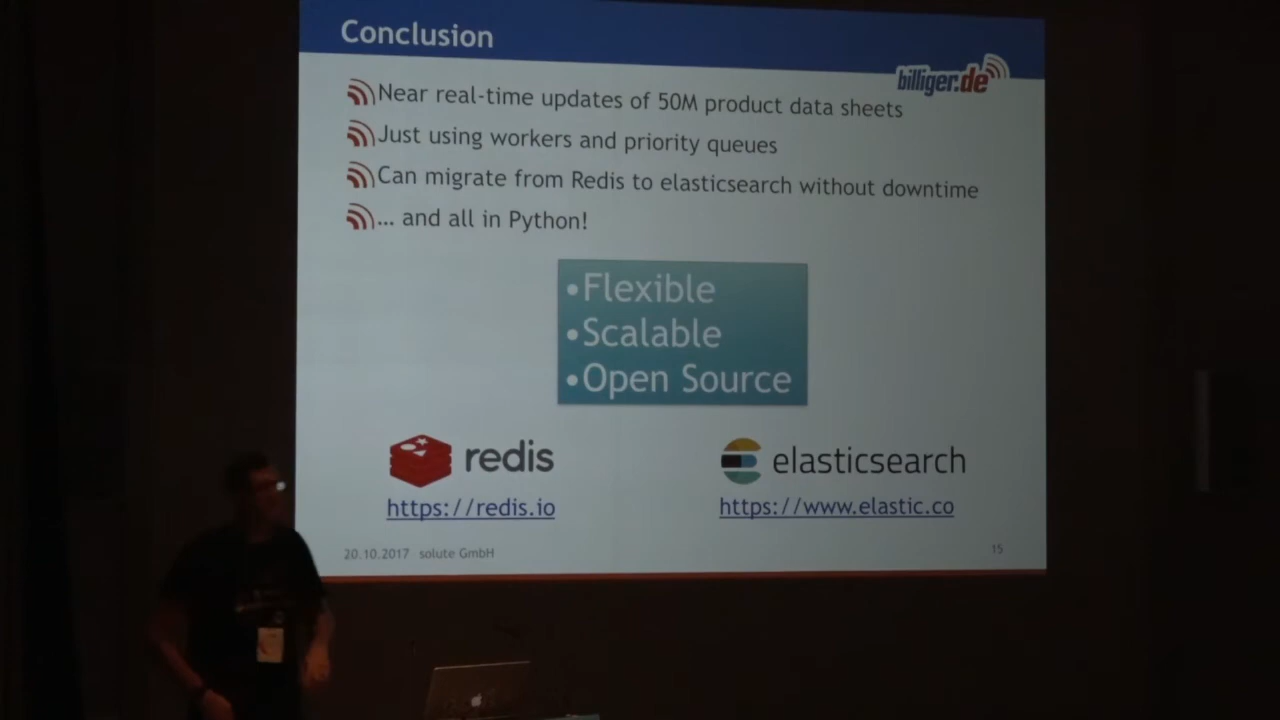 Conclusion
billiger.de
Near real-time updates of 50M product data sheets
Just using workers and priority queues
Can migrate from Redis to elasticsearch without downtime
... and all in Python!
•Flexible
•Scalable
•Open Source
redis
elasticsearch
https://redis.io
https://www.elastic.co
20.10.2017 solute GmbH
15